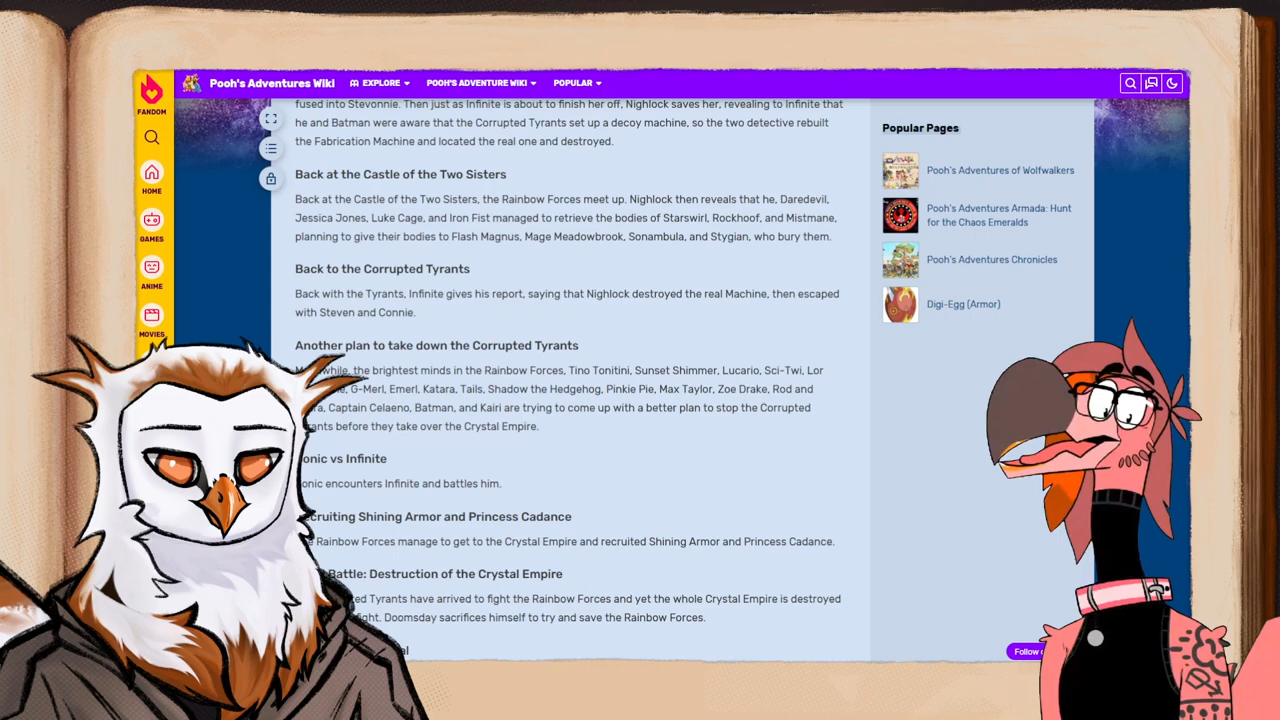 Pooh's Adventures Wiki EXPLORE POOH'S ADVENTURE WIKI POPULAR
FANDOM
HOME
GAMES
ANIME
MOVIES
fused into Stevonnie. Then just as Infinite is about to finish her off, Nighlock saves her, revealing to Infinite that
he and Batman were aware that the Corrupted Tyrants set up a decoy machine, so the two detective rebuilt
the Fabrication Machine and located the real one and destroyed.
Back at the Castle of the Two Sisters
Back at the Castle of the Two Sisters, the Rainbow Forces meet up. Nighlock then reveals that he, Daredevil,
Jessica Jones, Luke Cage, and Iron Fist managed to retrieve the bodies of Starswirl, Rockhoof, and Mistmane,
planning to give their bodies to Flash Magnus, Mage Meadowbrook, Sonambula, and Stygian, who bury them.
Back to the Corrupted Tyrants
Back with the Tyrants, Infinite gives his report, saying that Nighlock destroyed the real Machine, then escaped
with Steven and Connie.
Another plan to take down the Corrupted Tyrants
the brightest minds in the Rainbow Forces, Tino Tonitini, Sunset Shimmer, Lucario, Sci-Twi, Lor
G-Merl, Emerl, Katara, Tails, Shadow the Hedgehog, Pinkie Pie, Max Taylor, Zoe Drake, Rod and
Captain Celaeno, Batman, and Kairi are trying to come up with a better plan to stop the Corrupted
before they take over the Crystal Empire.
vs Infinite
encounters Infinite and battles him.
Shining Armor and Princess Cadance
Rainbow Forces manage to get to the Crystal Empire and recruited Shining Armor and Princess Cadance.
Battle: Destruction of the Crystal Empire
Tyrants have arrived to fight the Rainbow Forces and yet the whole Crystal Empire is destroyed
Doomsday sacrifices himself to try and save the Rainbow Forces.
Popular Pages
Pooh's Adventures of Wolfwalkers
Pooh's Adventures Armada: Hunt
for the Chaos Emeralds
Pooh's Adventures Chronicles
Digi-Egg (Armor)
Follow